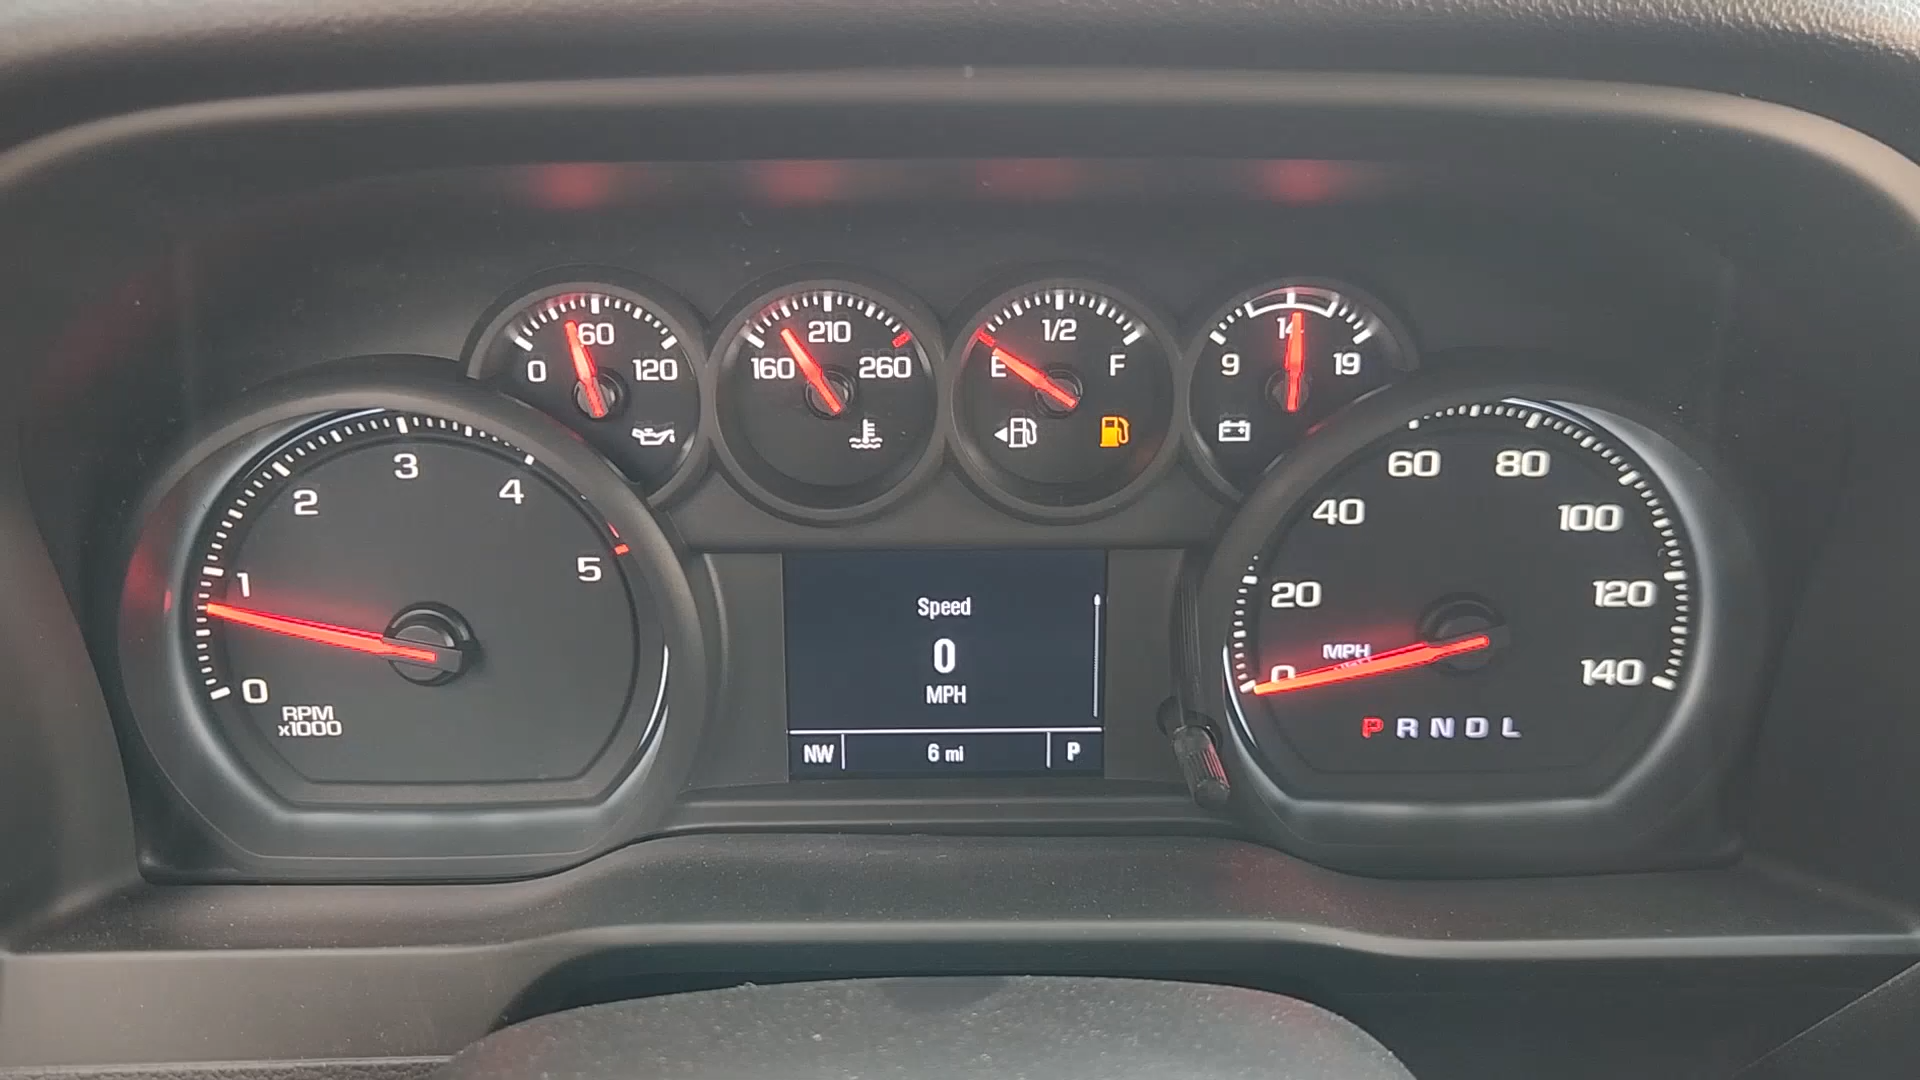 0 60 120
160 210 260
E 1/2 F
9 14 19
0 1 2 3 4 5
RPM
x1000
Speed
0
MPH
NW 6 mi P
0 20 40 60 80 100 120 140
MPH
P R N D L